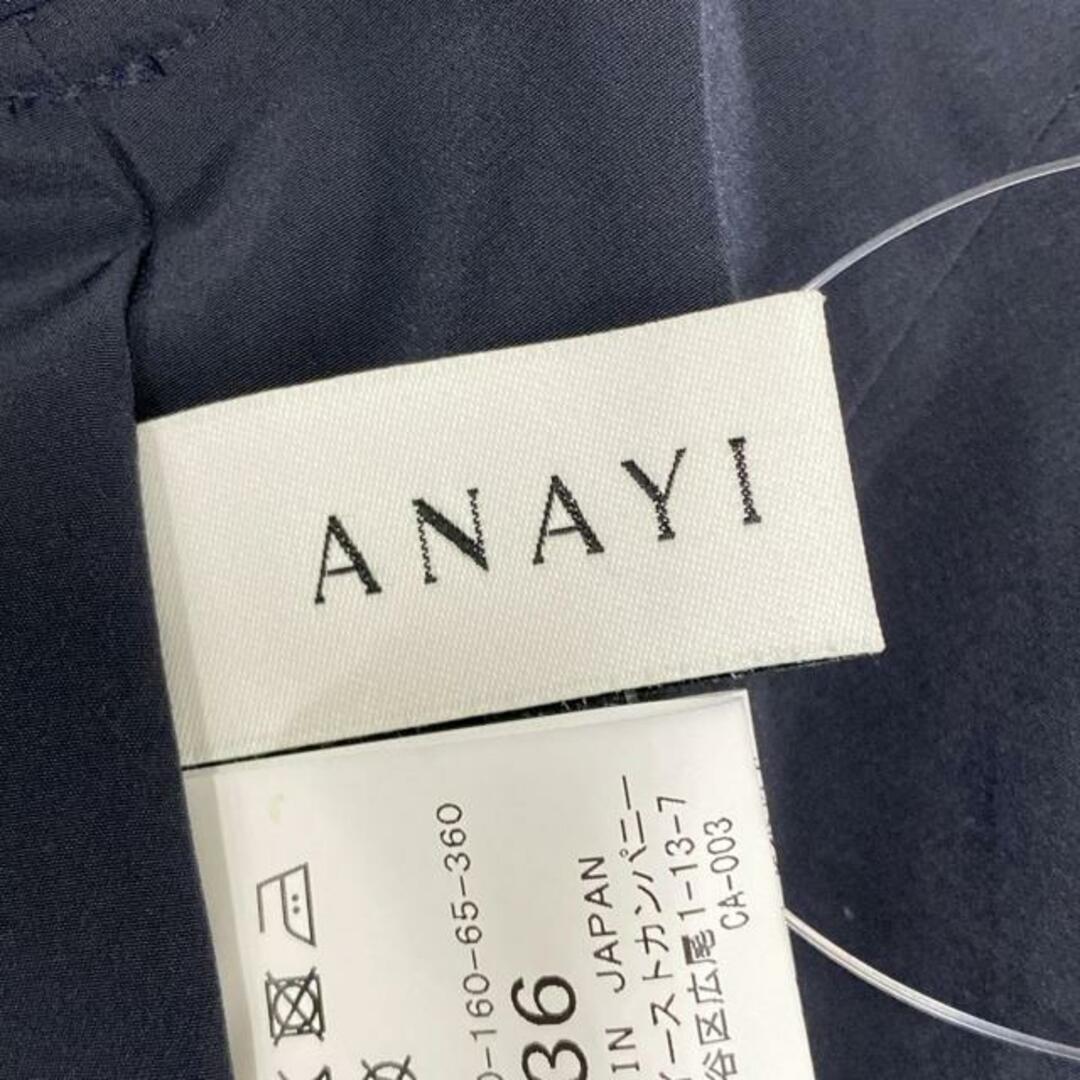 ANAYI
0-160-65-360
36
IN JAPAN
ーストカンパニー
谷区広尾1-13-7
CA-003